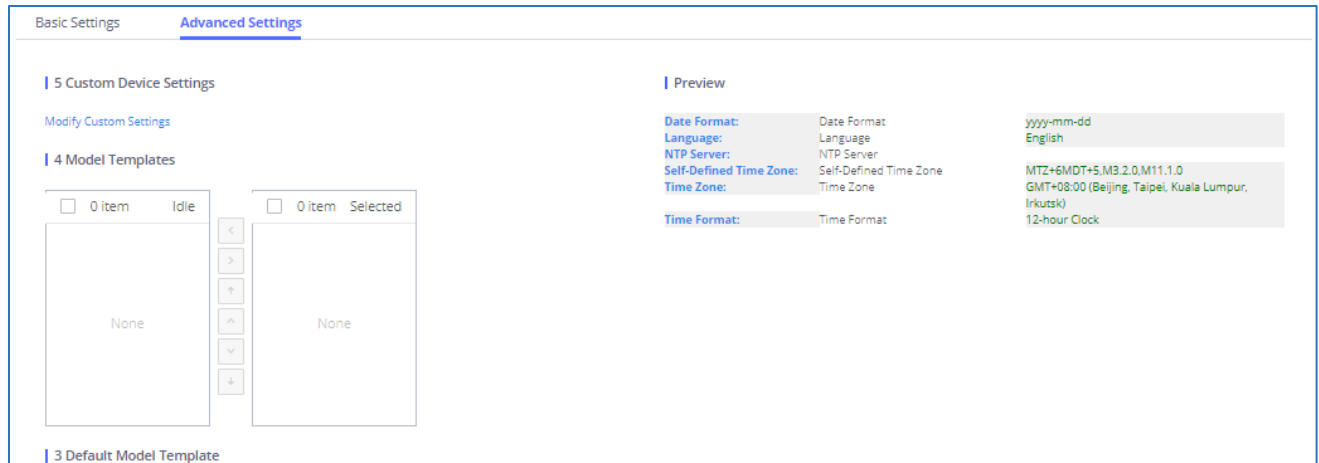 Basic Settings Advanced Settings
5 Custom Device Settings
Modify Custom Settings
4 Model Templates
0 item Idle
0 item Selected
None
None
3 Default Model Template
Preview
Date Format: Date Format yyyy-mm-dd
Language: Language English
NTP Server: NTP Server
Self-Defined Time Zone: Self-Defined Time Zone MTZ+6MDT+5,M3.2.0,M11.1.0
Time Zone: Time Zone GMT+08:00 (Beijing, Taipei, Kuala Lumpur,
Irkutsk)
Time Format: Time Format 12-hour Clock